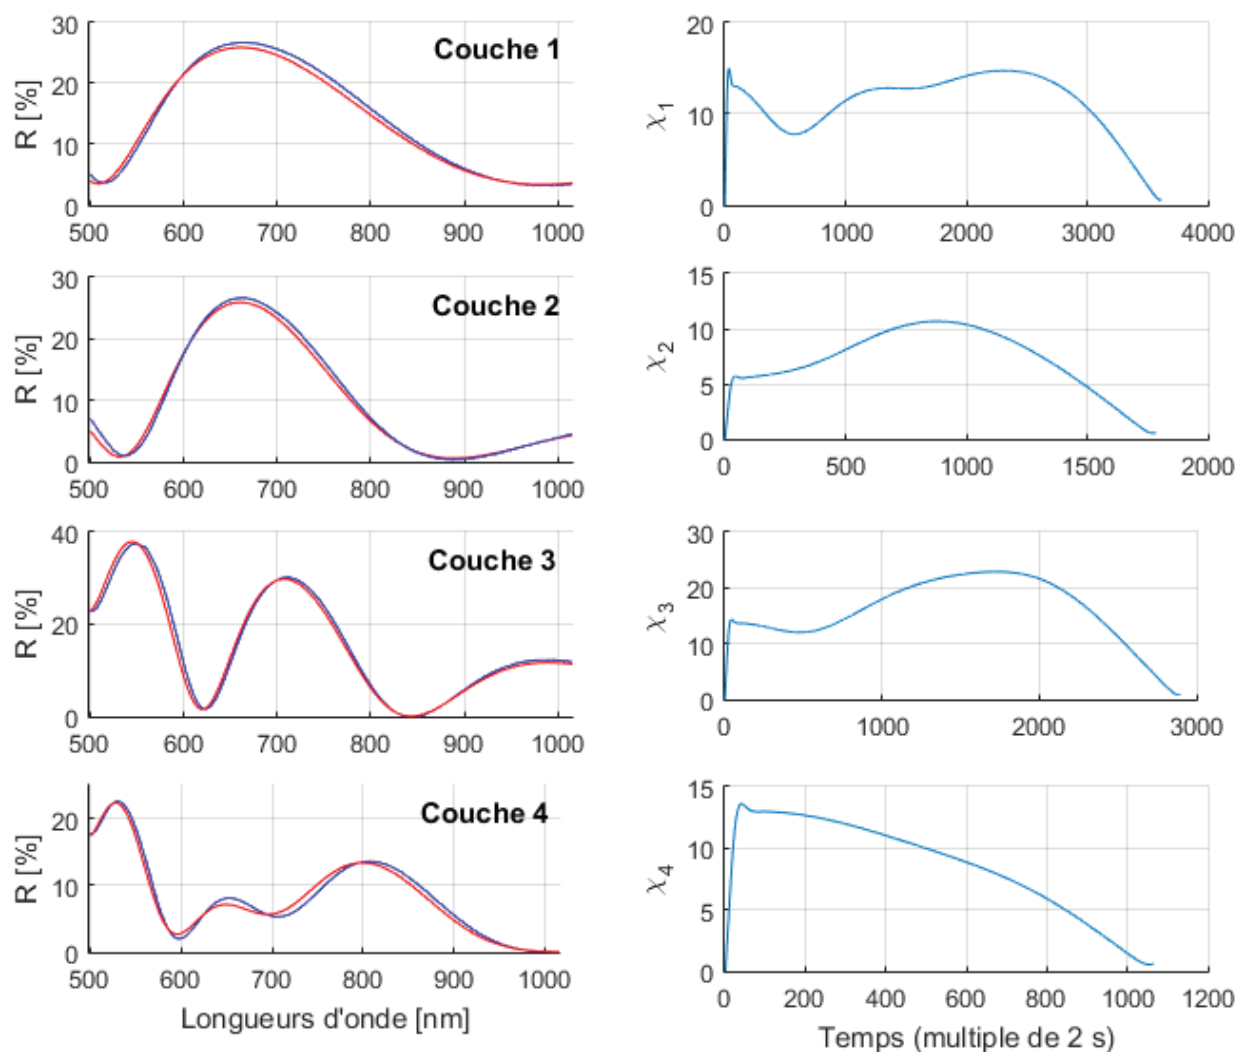 30
20
10
0
R [%]
Couche 1
500 600 700 800 900 1000
20
10
0
χ1
0 1000 2000 3000 4000
30
20
10
0
R [%]
Couche 2
500 600 700 800 900 1000
15
10
5
0
χ2
0 500 1000 1500 2000
40
20
0
R [%]
Couche 3
500 600 700 800 900 1000
30
20
10
0
χ3
0 1000 2000 3000
20
10
0
R [%]
Couche 4
500 600 700 800 900 1000
Longueurs d'onde [nm]
15
10
5
0
χ4
0 200 400 600 800 1000 1200
Temps (multiple de 2 s)